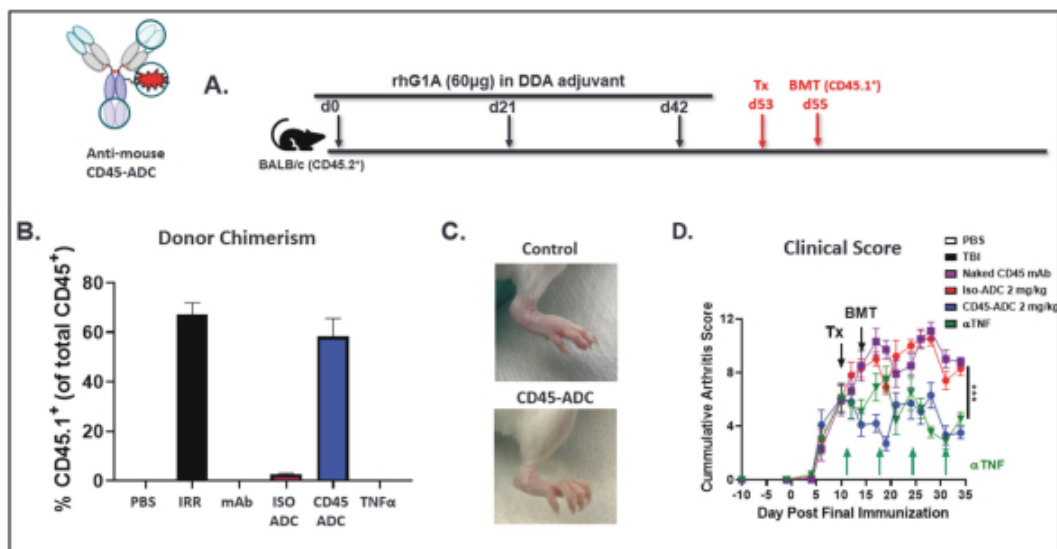 Anti-mouse
CD45-ADC
A.
rhG1A (60μg) in DDA adjuvant
d0
d21
d42
Tx
d53
BMT (CD45.1⁺)
d55
BALB/c (CD45.2⁺)
B.
Donor Chimerism
% CD45.1⁺ (of total CD45⁺)
80
60
40
20
0
PBS
IRR
mAb
ISO
ADC
CD45
ADC
TNFα
C.
Control
CD45-ADC
D.
Clinical Score
PBS
TBI
Naked CD45 mAb
Iso-ADC 2 mg/kg
CD45-ADC 2 mg/kg
αTNF
Cummulative Arthritis Score
12
8
4
0
Tx
BMT
***
αTNF
-10 -5 0 5 10 15 20 25 30 35
Day Post Final Immunization